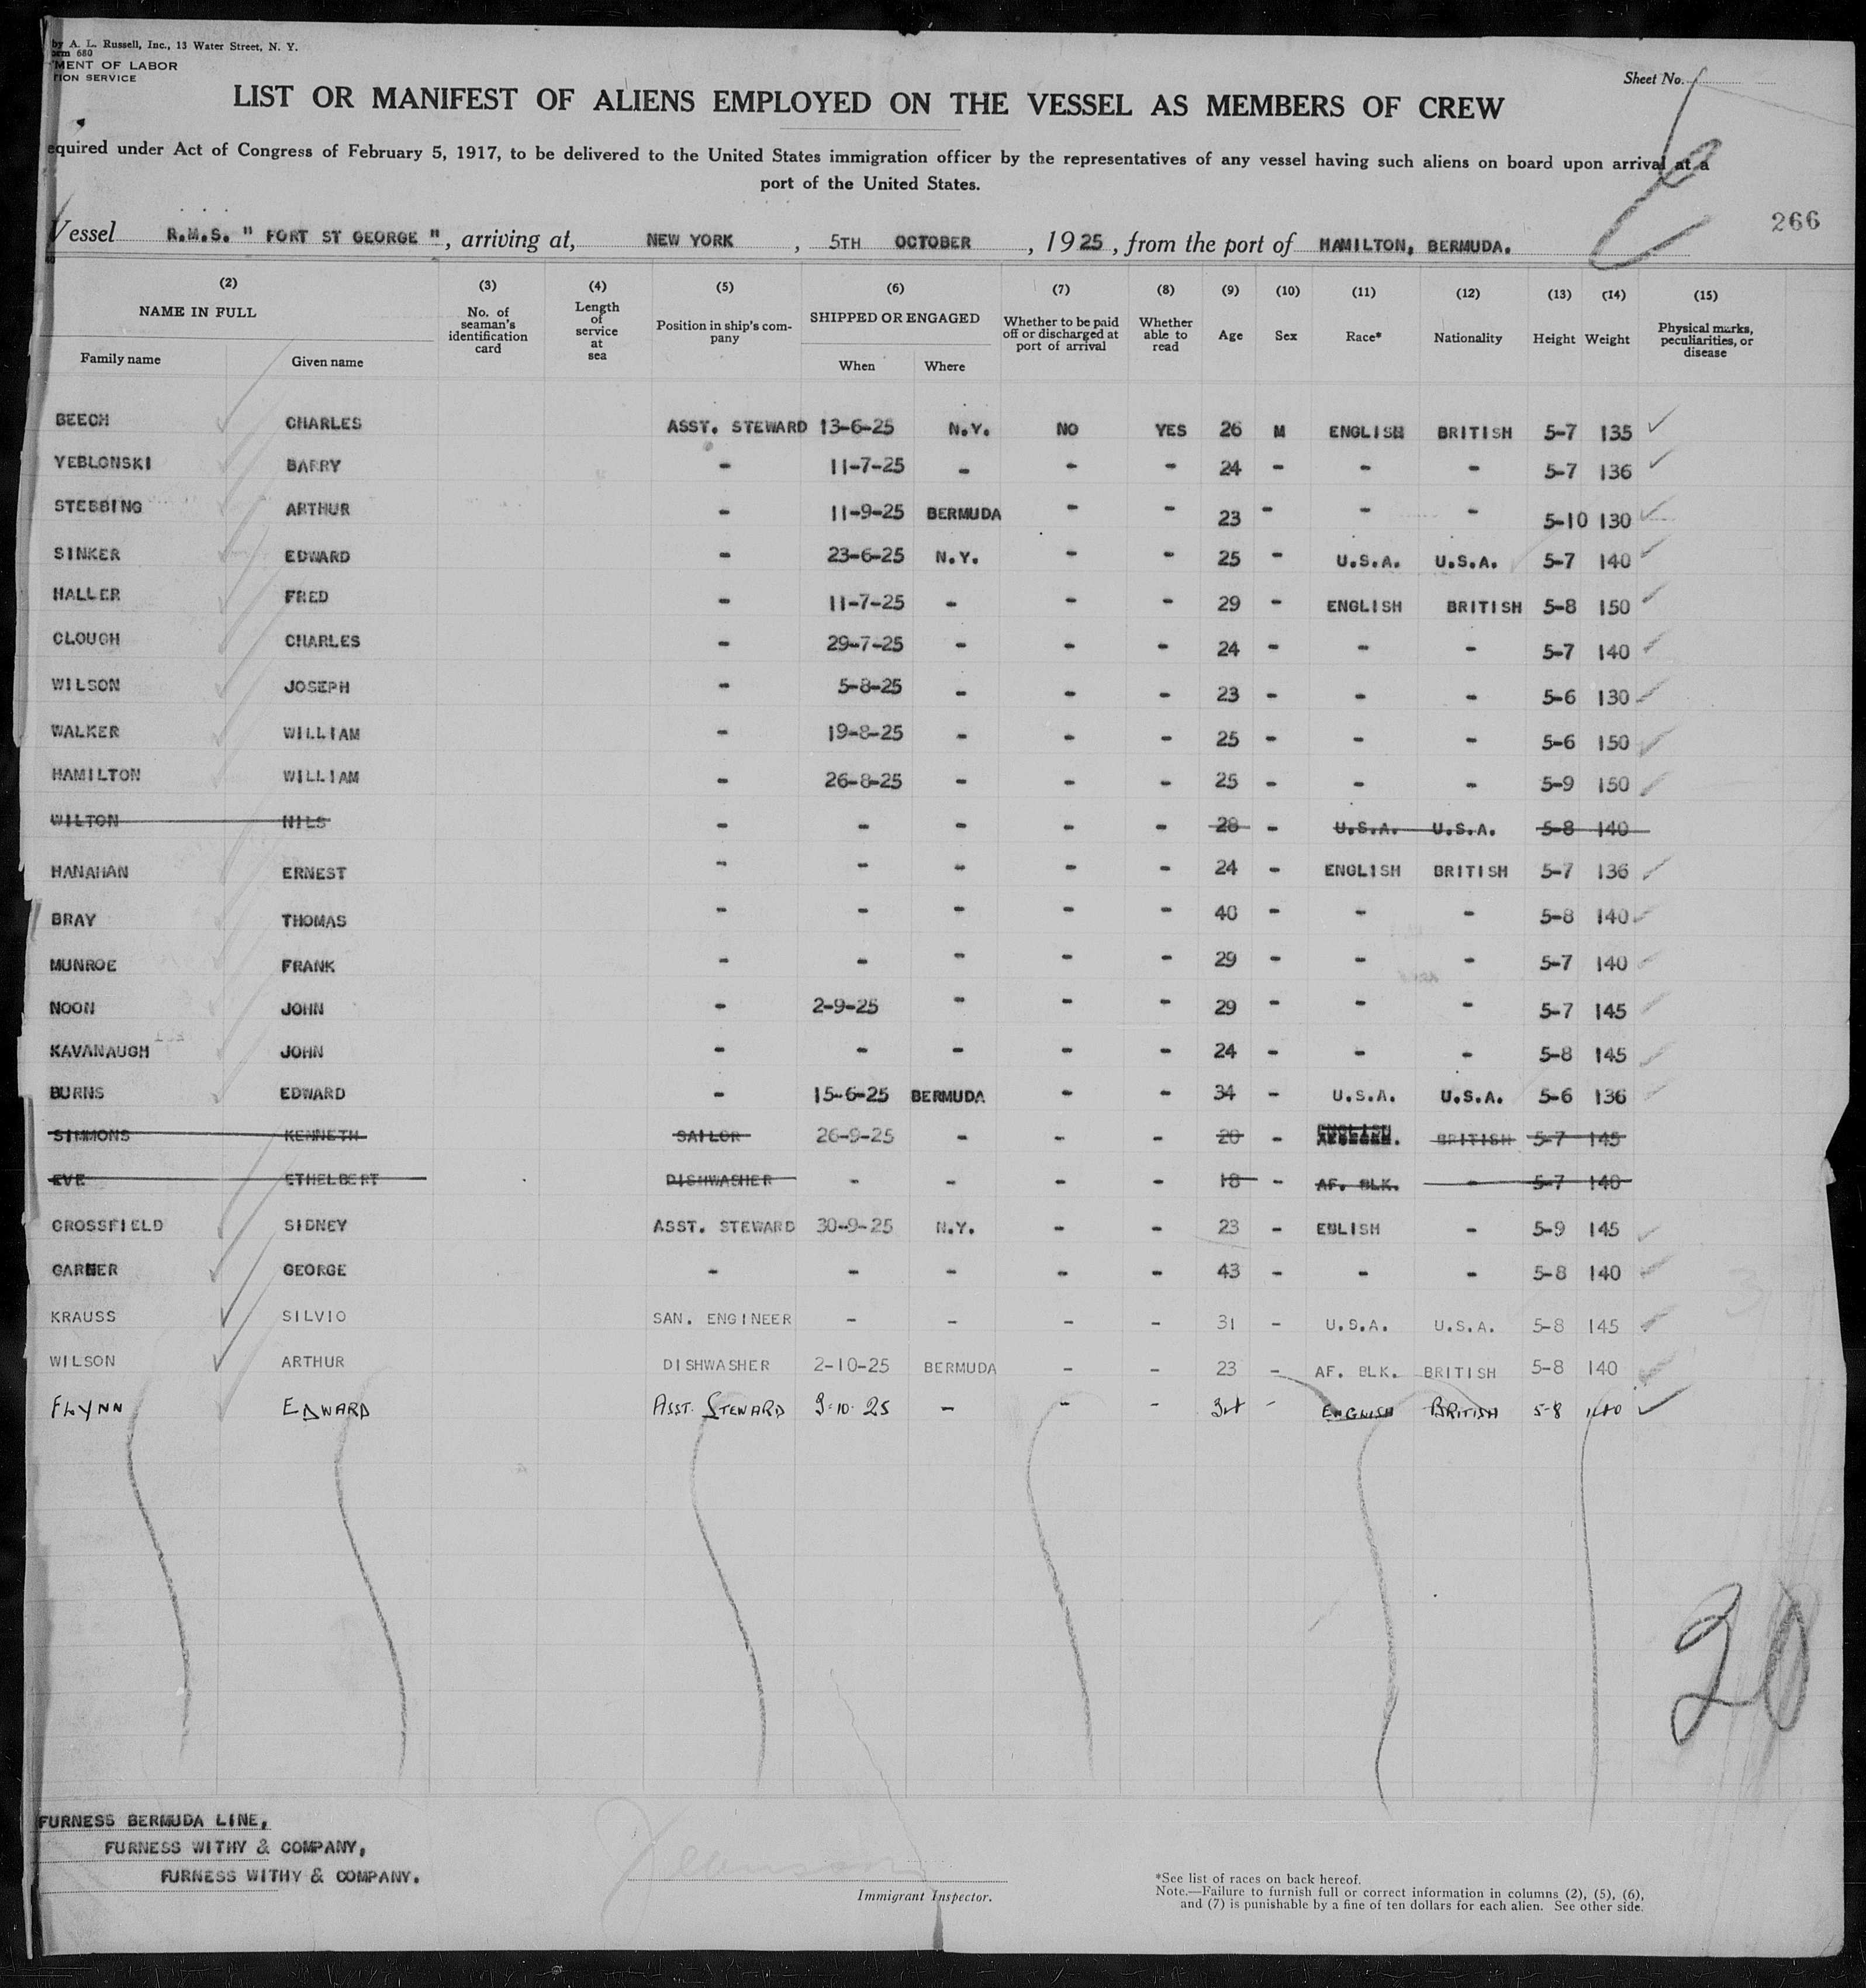 by A. L. Russell, Inc., 13 Water Street, N. Y.
orm 680
MENT OF LABOR
TION SERVICE
Sheet No.
LIST OR MANIFEST OF ALIENS EMPLOYED ON THE VESSEL AS MEMBERS OF CREW
equired under Act of Congress of February 5, 1917, to be delivered to the United States immigration officer by the representatives of any vessel having such aliens on board upon arrival at a
port of the United States.
266
Vessel R.M.S. " FORT ST GEORGE ", arriving at, NEW YORK, 5TH OCTOBER, 1925, from the port of HAMILTON, BERMUDA.
(2) (3) (4) (5) (6) (7) (8) (9) (10) (11) (12) (13) (14) (15)
NAME IN FULL No. of seaman's identification card Length of service at sea Position in ship's com- pany SHIPPED OR ENGAGED Whether to be paid off or discharged at port of arrival Whether able to read Age Sex Race* Nationality Height Weight Physical marks, peculiarities, or disease
Family name Given name When Where
BEECH CHARLES ASST. STEWARD 13-6-25 N.Y. NO YES 26 M ENGLISH BRITISH 5-7 135
YEBLONSKI BARRY - 11-7-25 - - - 24 - - - 5-7 136
STEBBING ARTHUR - 11-9-25 BERMUDA - - 23 - - - 5-10 130
SINKER EDWARD - 23-6-25 N.Y. - - 25 - U.S.A. U.S.A. 5-7 140
HALLER FRED - 11-7-25 - - - 29 - ENGLISH BRITISH 5-8 150
CLOUGH CHARLES - 29-7-25 - - - 24 - - - 5-7 140
WILSON JOSEPH - 5-8-25 - - - 23 - - - 5-6 130
WALKER WILLIAM - 19-8-25 - - - 25 - - - 5-6 150
HAMILTON WILLIAM - 26-8-25 - - - 25 - - - 5-9 150
WILTON NILS - - - - - 28 - U.S.A. U.S.A. 5-8 140
HANAHAN ERNEST - - - - - 24 - ENGLISH BRITISH 5-7 136
BRAY THOMAS - - - - - 40 - - - 5-8 140
MUNROE FRANK - - - - - 29 - - - 5-7 140
NOON JOHN - 2-9-25 - - - 29 - - - 5-7 145
KAVANAUGH JOHN - - - - - 24 - - - 5-8 145
BURNS EDWARD - 15-6-25 BERMUDA - - 34 - U.S.A. U.S.A. 5-6 136
SIMMONS KENNETH SAILOR 26-9-25 - - - 20 - ENGLISH BRITISH 5-7 145
EVE ETHELBERT DISHWASHER - - - - 18 - AF. BLK. - 5-7 140
CROSSFIELD SIDNEY ASST. STEWARD 30-9-25 N.Y. - - 23 - ENLISH - 5-9 145
GARNER GEORGE - - - - - 43 - - - 5-8 140
KRAUSS SILVIO SAN. ENGINEER - - - - 31 - U.S.A. U.S.A. 5-8 145
WILSON ARTHUR DISHWASHER 2-10-25 BERMUDA - - 23 - AF. BLK. BRITISH 5-8 140
FLYNN EDWARD ASST. STEWARD 3-10-25 - - - - ENGLISH BRITISH 5-8 140
20
FURNESS BERMUDA LINE,
FURNESS WITHY & COMPANY,
FURNESS WITHY & COMPANY.
Immigrant Inspector.
*See list of races on back hereof.
Note.—Failure to furnish full or correct information in columns (2), (5), (6),
and (7) is punishable by a fine of ten dollars for each alien. See other side.